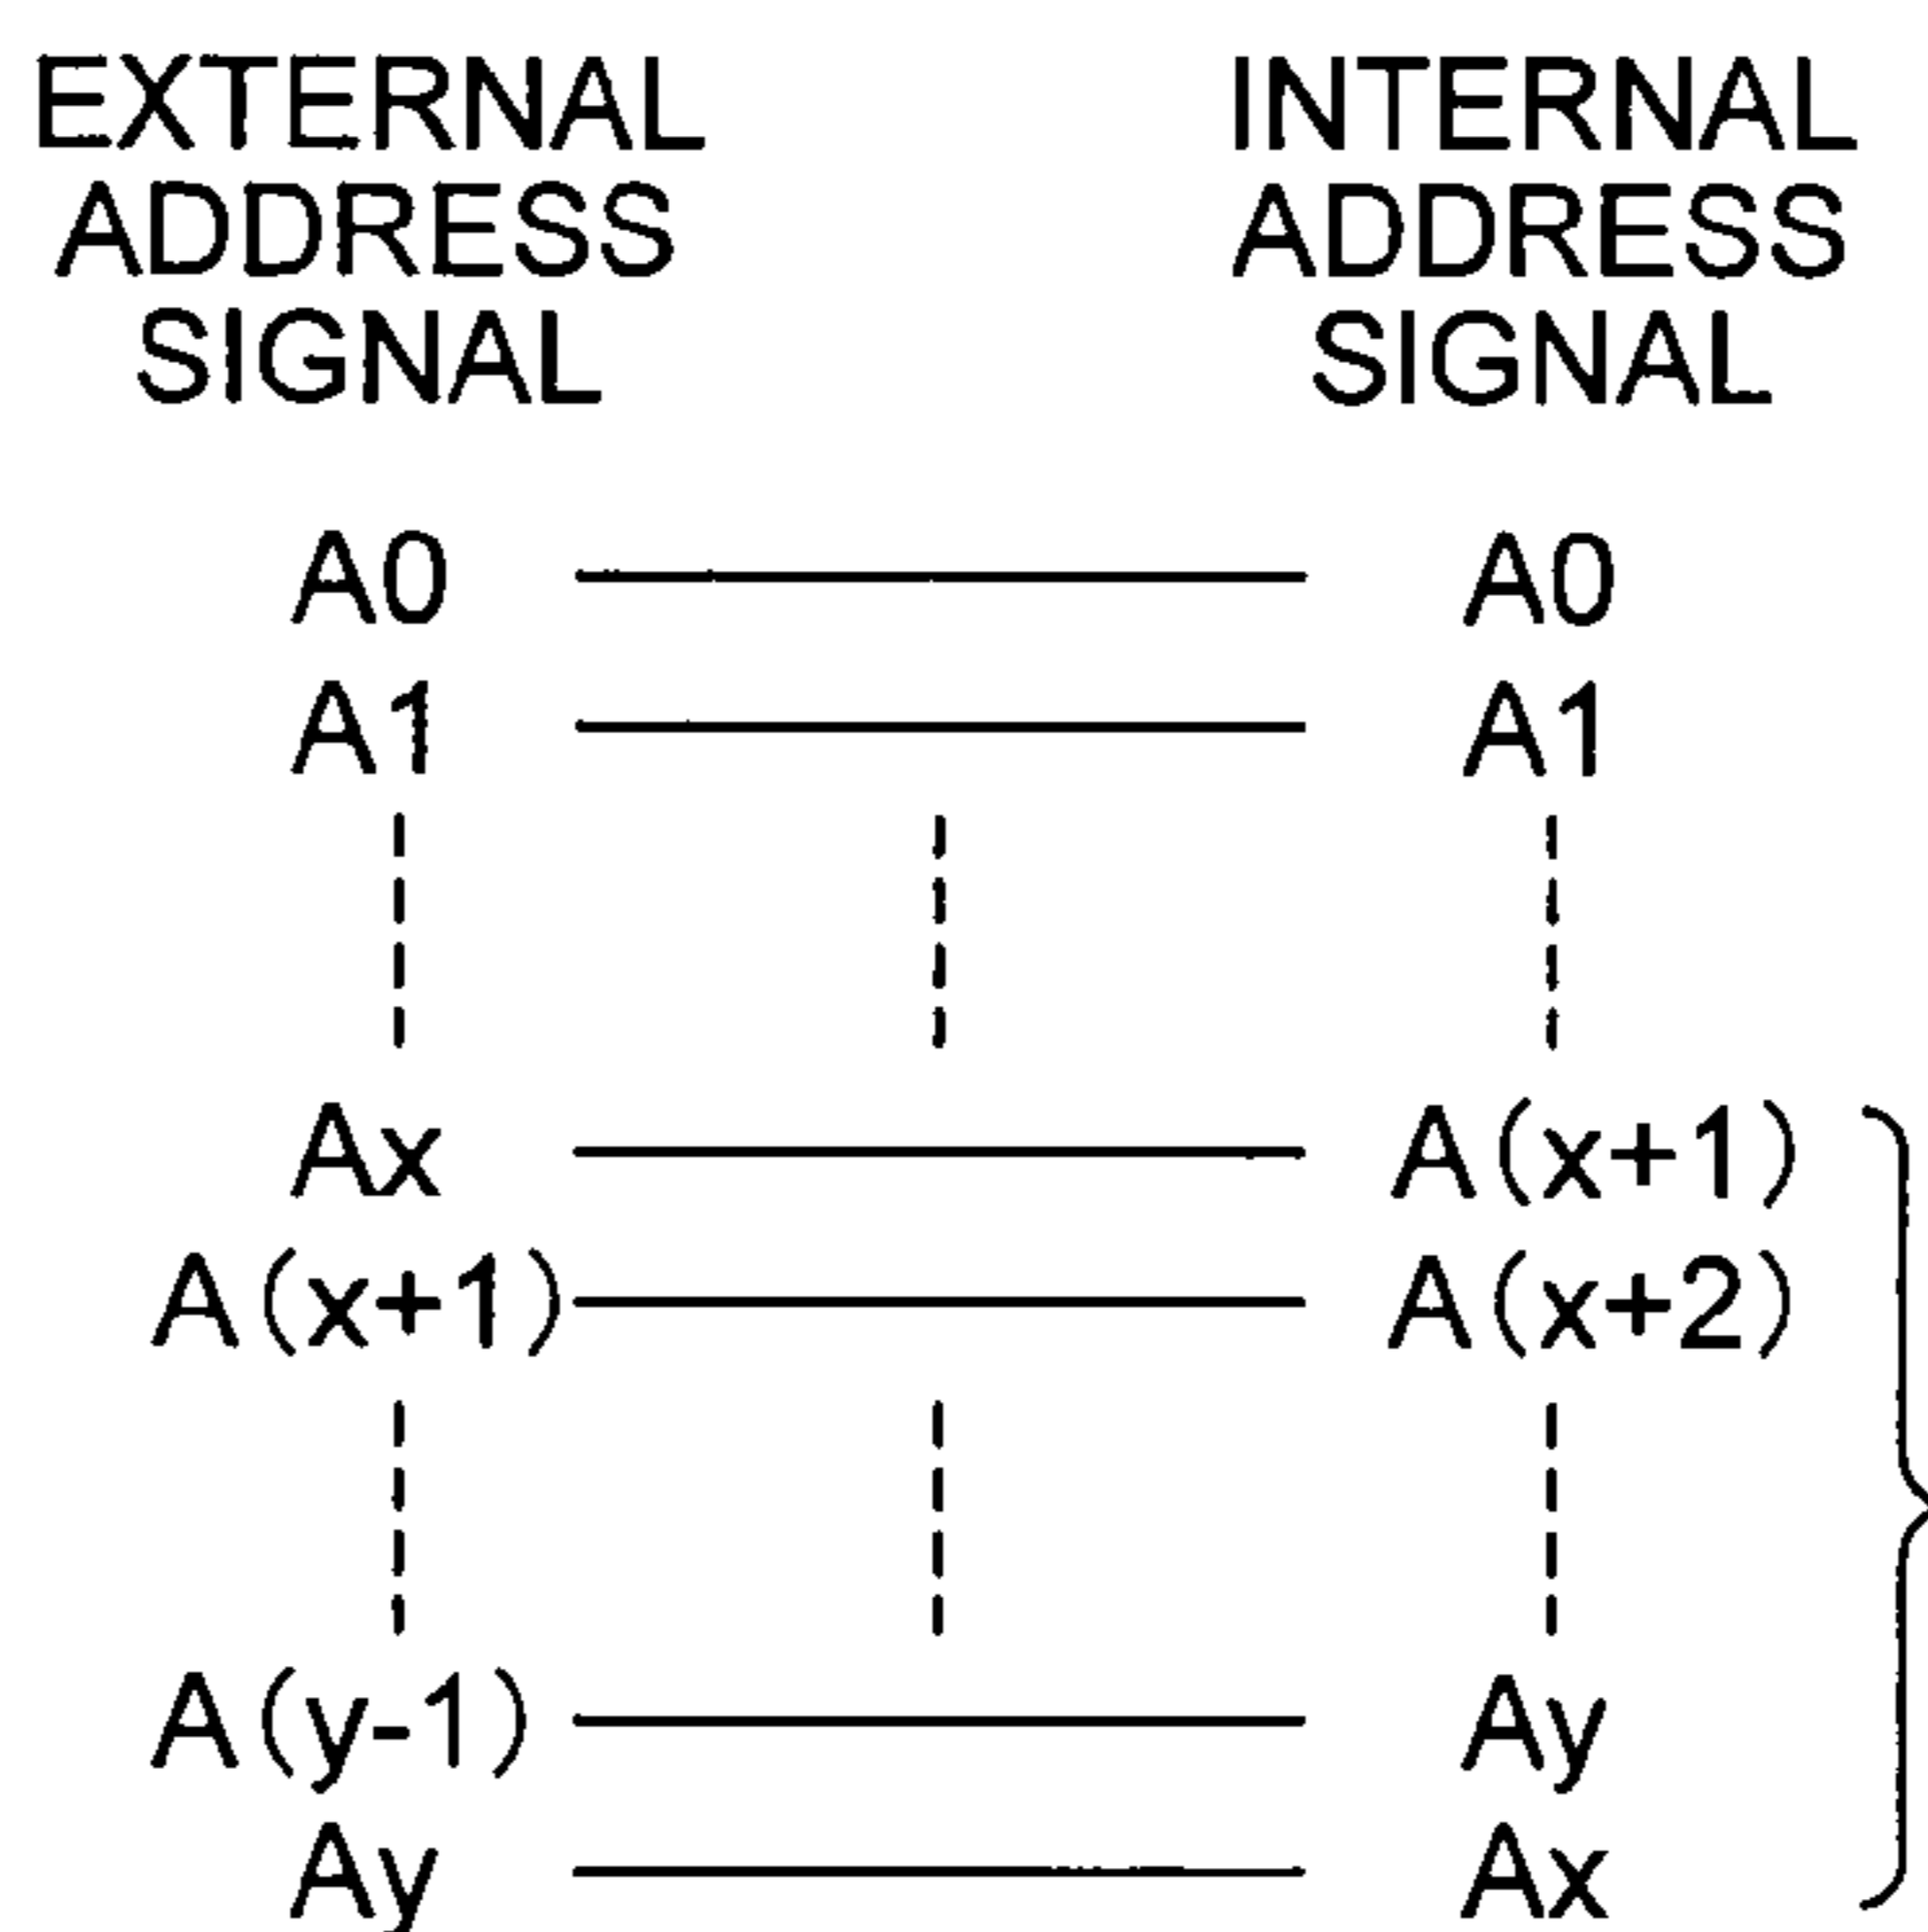 EXTERNAL INTERNAL
ADDRESS ADDRESS
SIGNAL SIGNAL
A0 A0
A1 A1
Ax A(x+1)
A(x+1) A(x+2)
A(y-1) Ay
Ay Ax